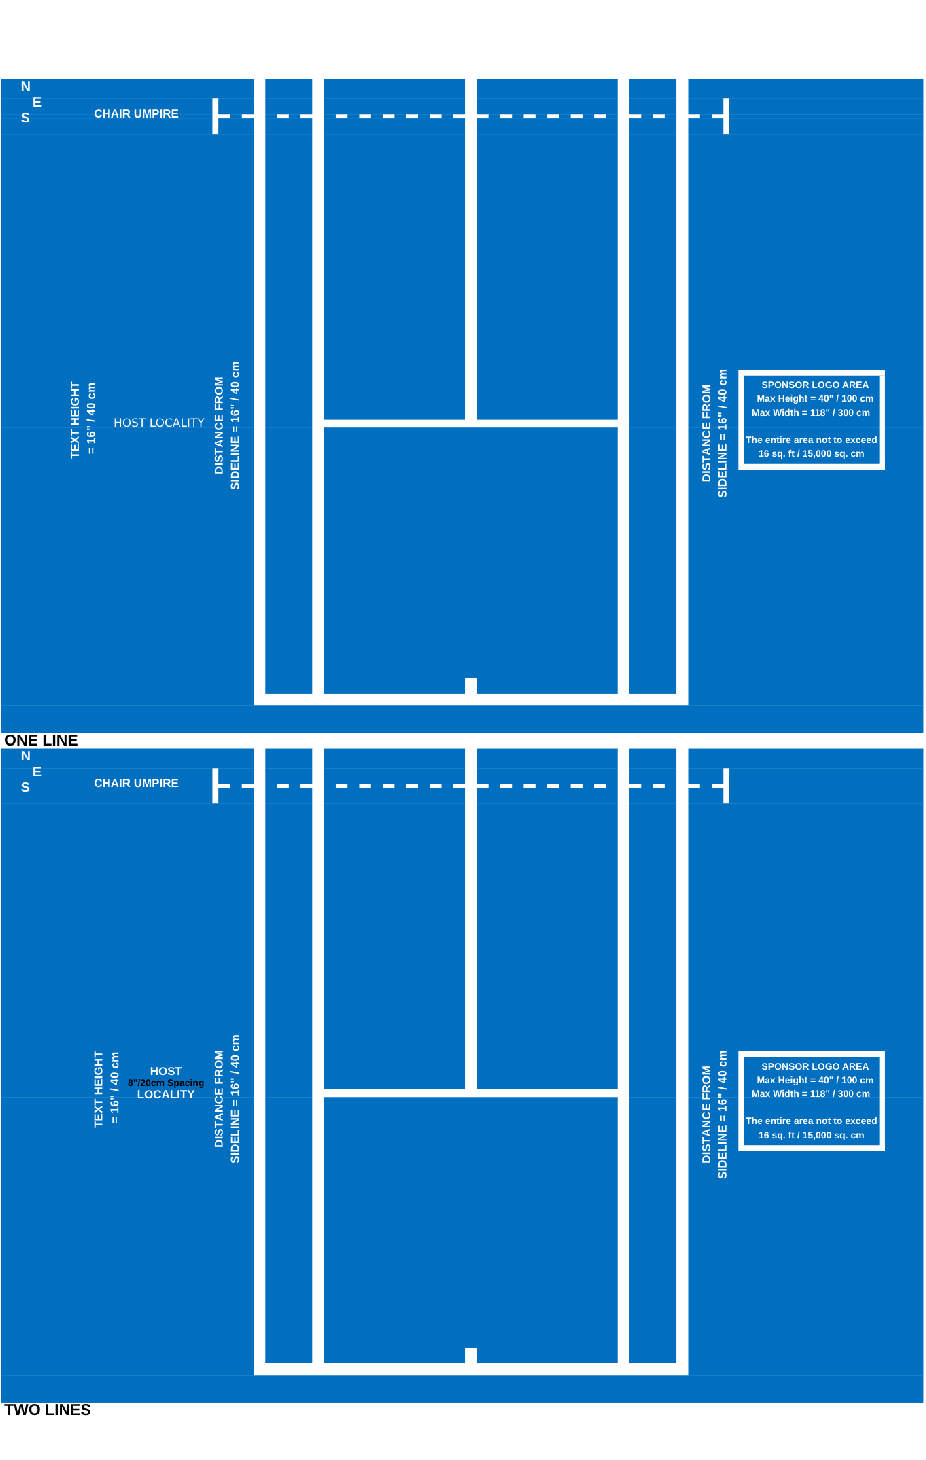 N
E
S
CHAIR UMPIRE
TEXT HEIGHT
= 16" / 40 cm
HOST LOCALITY
DISTANCE FROM
SIDELINE = 16" / 40 cm
DISTANCE FROM
SIDELINE = 16" / 40 cm
SPONSOR LOGO AREA
Max Height = 40" / 100 cm
Max Width = 118" / 300 cm
The entire area not to exceed
16 sq. ft / 15,000 sq. cm
ONE LINE
N
E
S
CHAIR UMPIRE
TEXT HEIGHT
= 16" / 40 cm
HOST
8"/20cm Spacing
LOCALITY
DISTANCE FROM
SIDELINE = 16" / 40 cm
DISTANCE FROM
SIDELINE = 16" / 40 cm
SPONSOR LOGO AREA
Max Height = 40" / 100 cm
Max Width = 118" / 300 cm
The entire area not to exceed
16 sq. ft / 15,000 sq. cm
TWO LINES